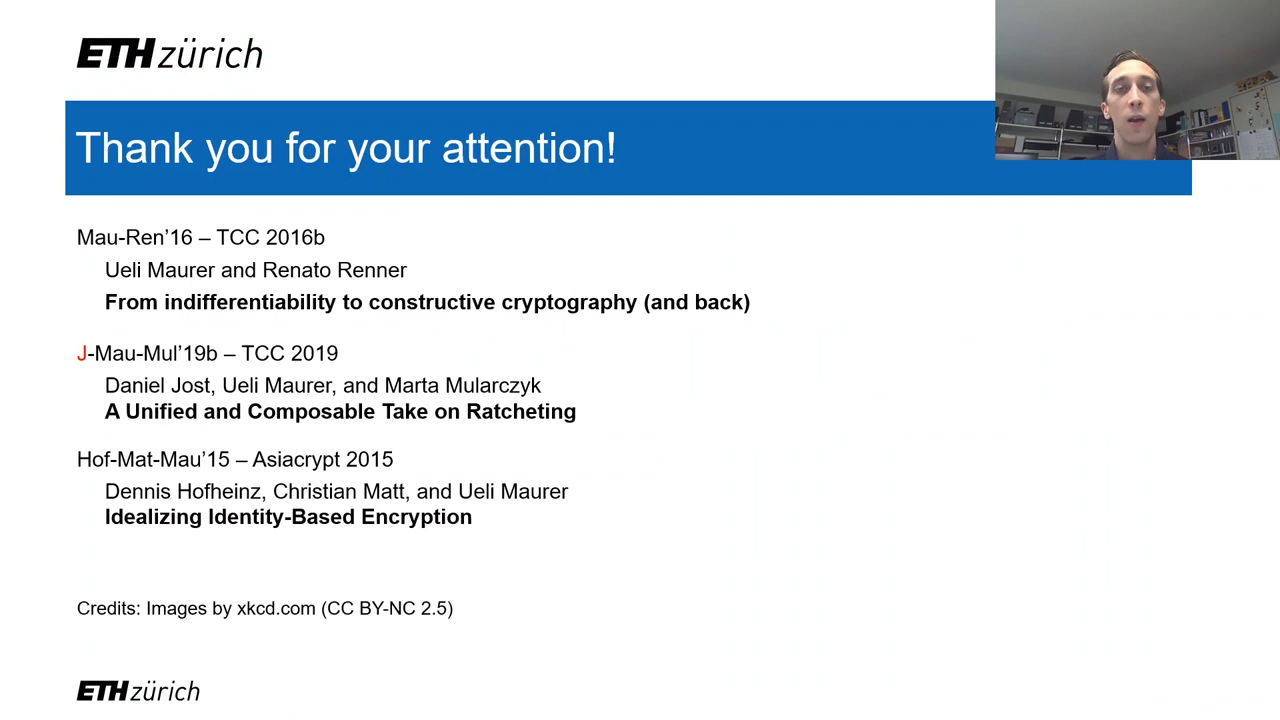 ETH zürich
Thank you for your attention!
Mau-Ren’16 – TCC 2016b
Ueli Maurer and Renato Renner
From indifferentiability to constructive cryptography (and back)
J-Mau-Mul’19b – TCC 2019
Daniel Jost, Ueli Maurer, and Marta Mularczyk
A Unified and Composable Take on Ratcheting
Hof-Mat-Mau’15 – Asiacrypt 2015
Dennis Hofheinz, Christian Matt, and Ueli Maurer
Idealizing Identity-Based Encryption
Credits: Images by xkcd.com (CC BY-NC 2.5)
ETH zürich